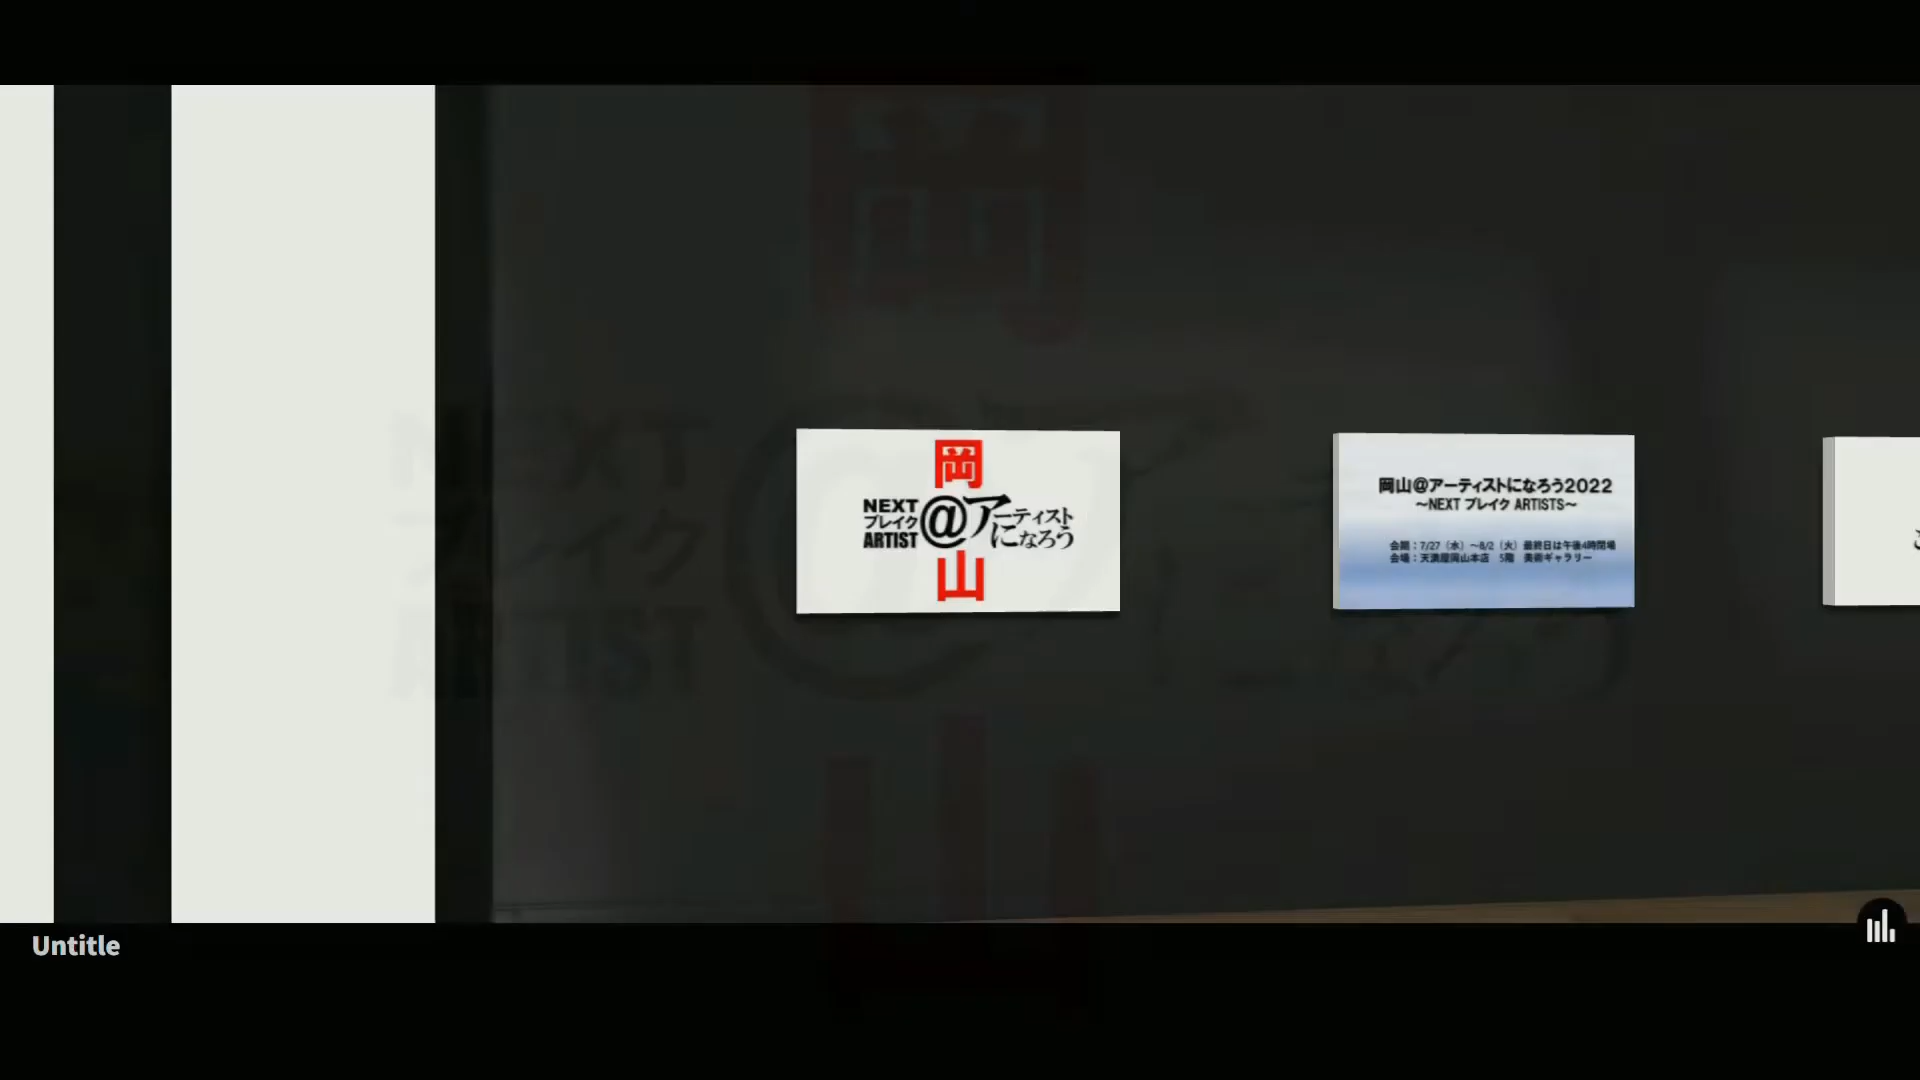 岡
NEXT
ブレイク
ARTIST
@アーティスト
になろう
山
岡山@アーティストになろう2022
~NEXT ブレイク ARTISTS~
会期：7/27（水）~8/2（火）最終日は午後4時閉場
会場：天満屋岡山本店 5階 美術ギャラリー
Untitle